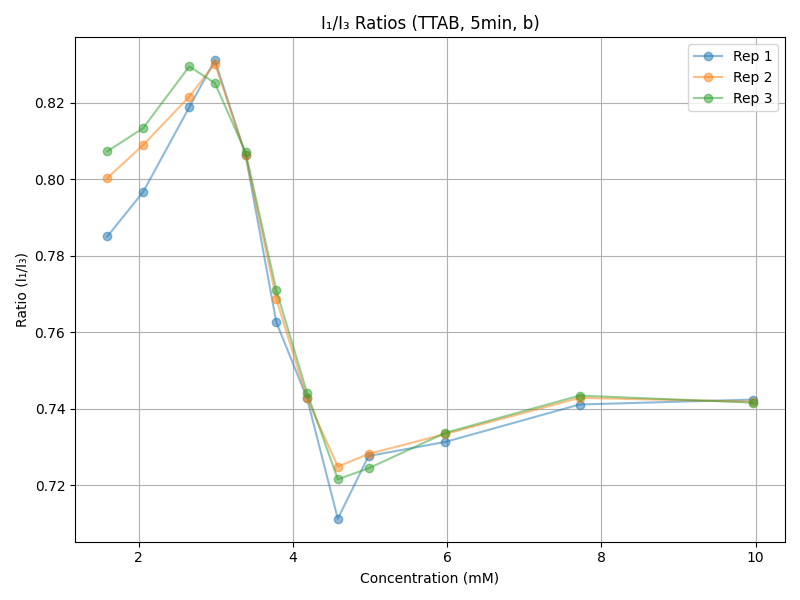 I₁/I₃ Ratios (TTAB, 5min, b)
Rep 1
Rep 2
Rep 3
Ratio (I₁/I₃)
0.82
0.80
0.78
0.76
0.74
0.72
2 4 6 8 10
Concentration (mM)